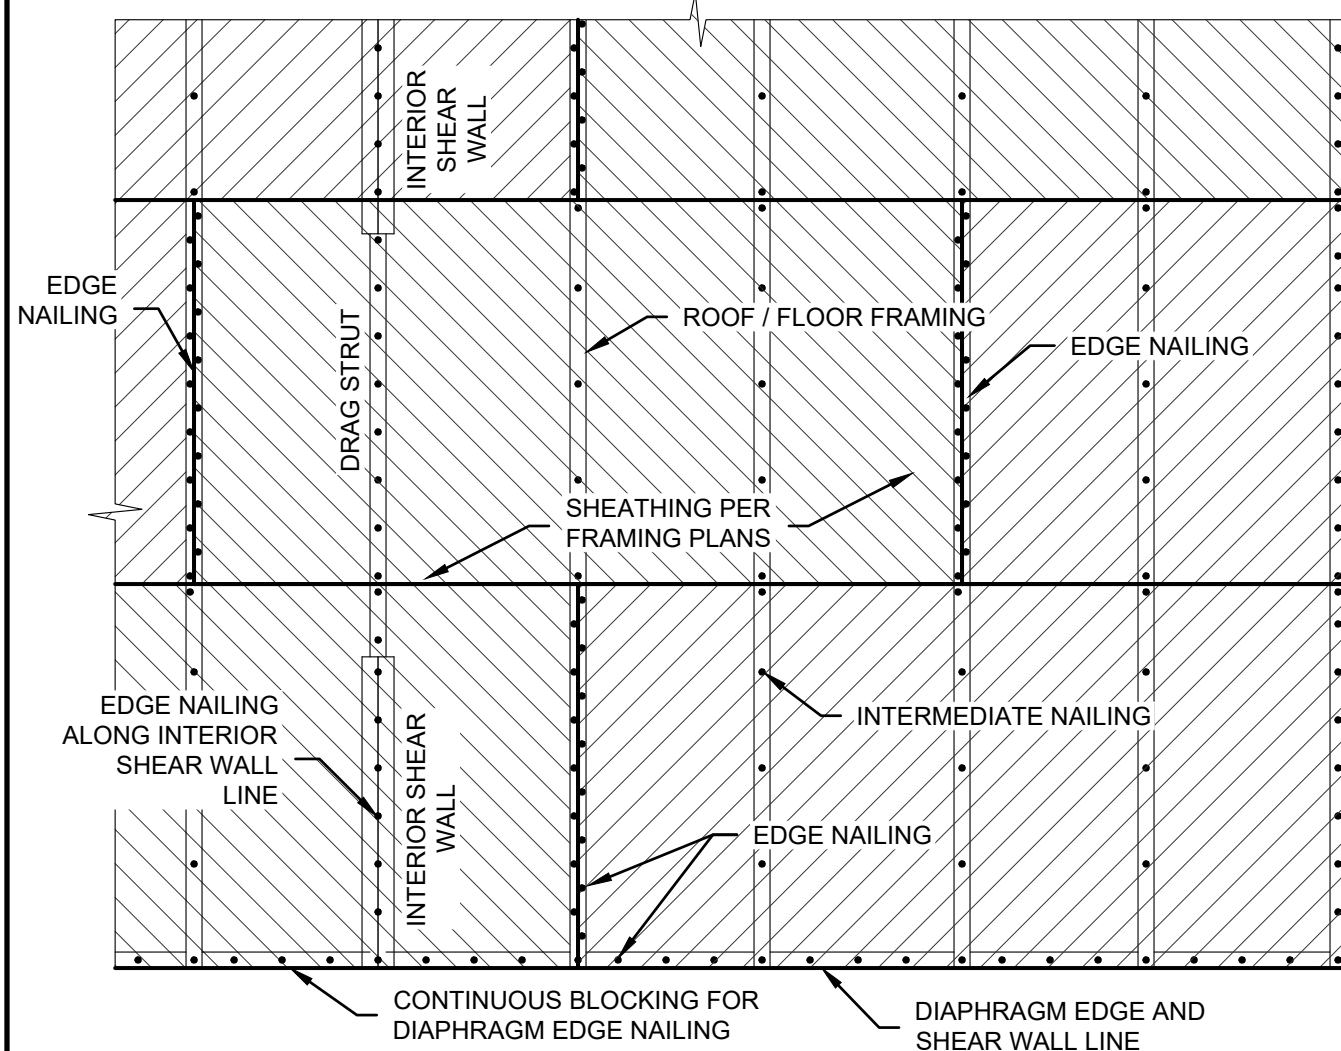 INTERIOR
SHEAR
WALL
EDGE
NAILING
DRAG STRUT
ROOF / FLOOR FRAMING
EDGE NAILING
SHEATHING PER
FRAMING PLANS
EDGE NAILING
ALONG INTERIOR
SHEAR WALL
LINE
INTERIOR SHEAR
WALL
INTERMEDIATE NAILING
EDGE NAILING
CONTINUOUS BLOCKING FOR
DIAPHRAGM EDGE NAILING
DIAPHRAGM EDGE AND
SHEAR WALL LINE